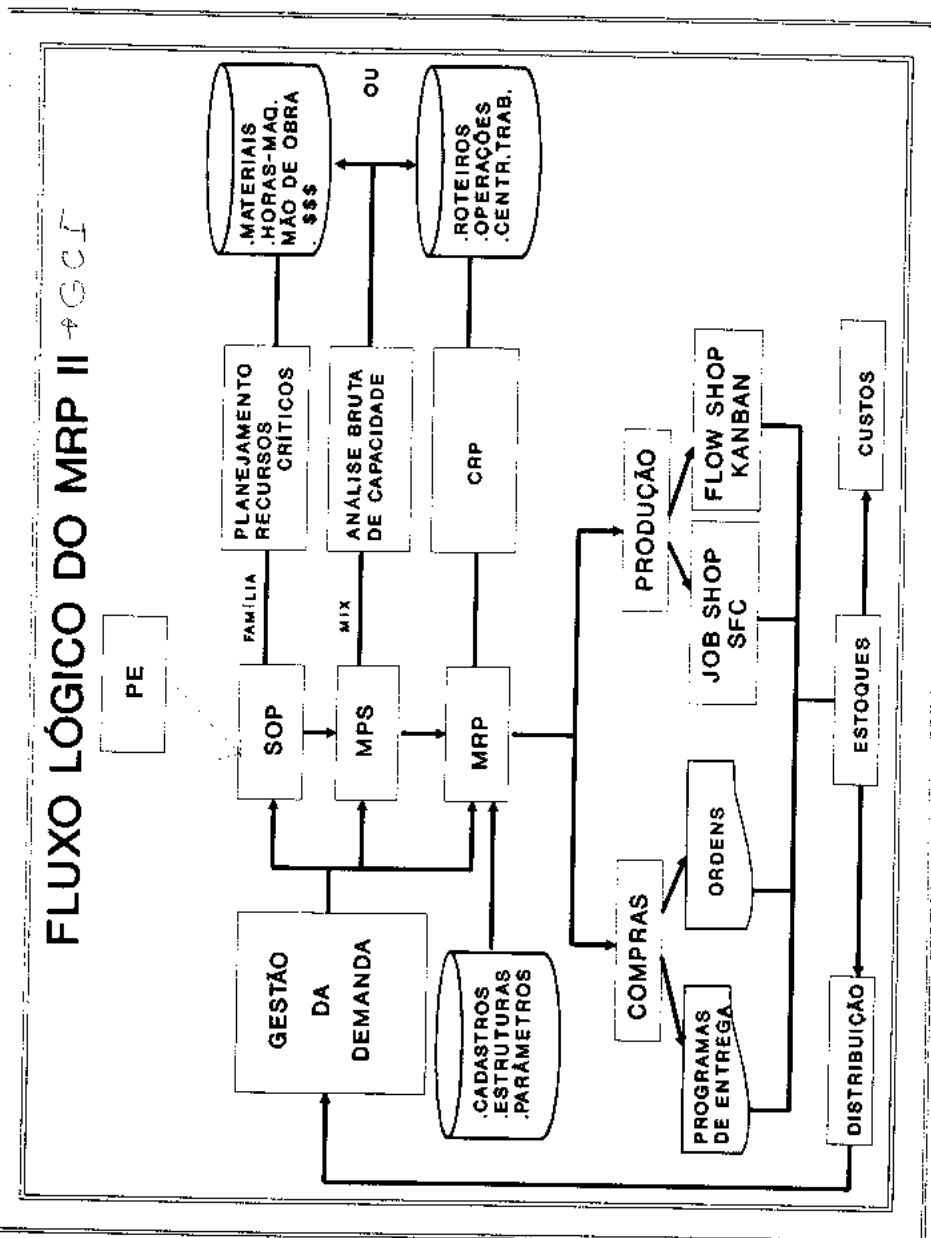 FLUXO LÓGICO DO MRP II → GCI
PE
GESTÃO
DA
DEMANDA
SOP
FAMÍLIA
PLANEJAMENTO
RECURSOS
CRÍTICOS
.MATERIAIS
.HORAS-MAQ.
MÃO DE OBRA
. $$$
MPS
MIX
ANÁLISE BRUTA
DE CAPACIDADE
OU
.CADASTROS
.ESTRUTURAS
.PARÂMETROS
MRP
CRP
.ROTEIROS
.OPERAÇÕES
.CENTR.TRAB.
COMPRAS
PRODUÇÃO
PROGRAMAS
DE ENTREGA
ORDENS
JOB SHOP
SFC
FLOW SHOP
KANBAN
DISTRIBUIÇÃO
ESTOQUES
CUSTOS